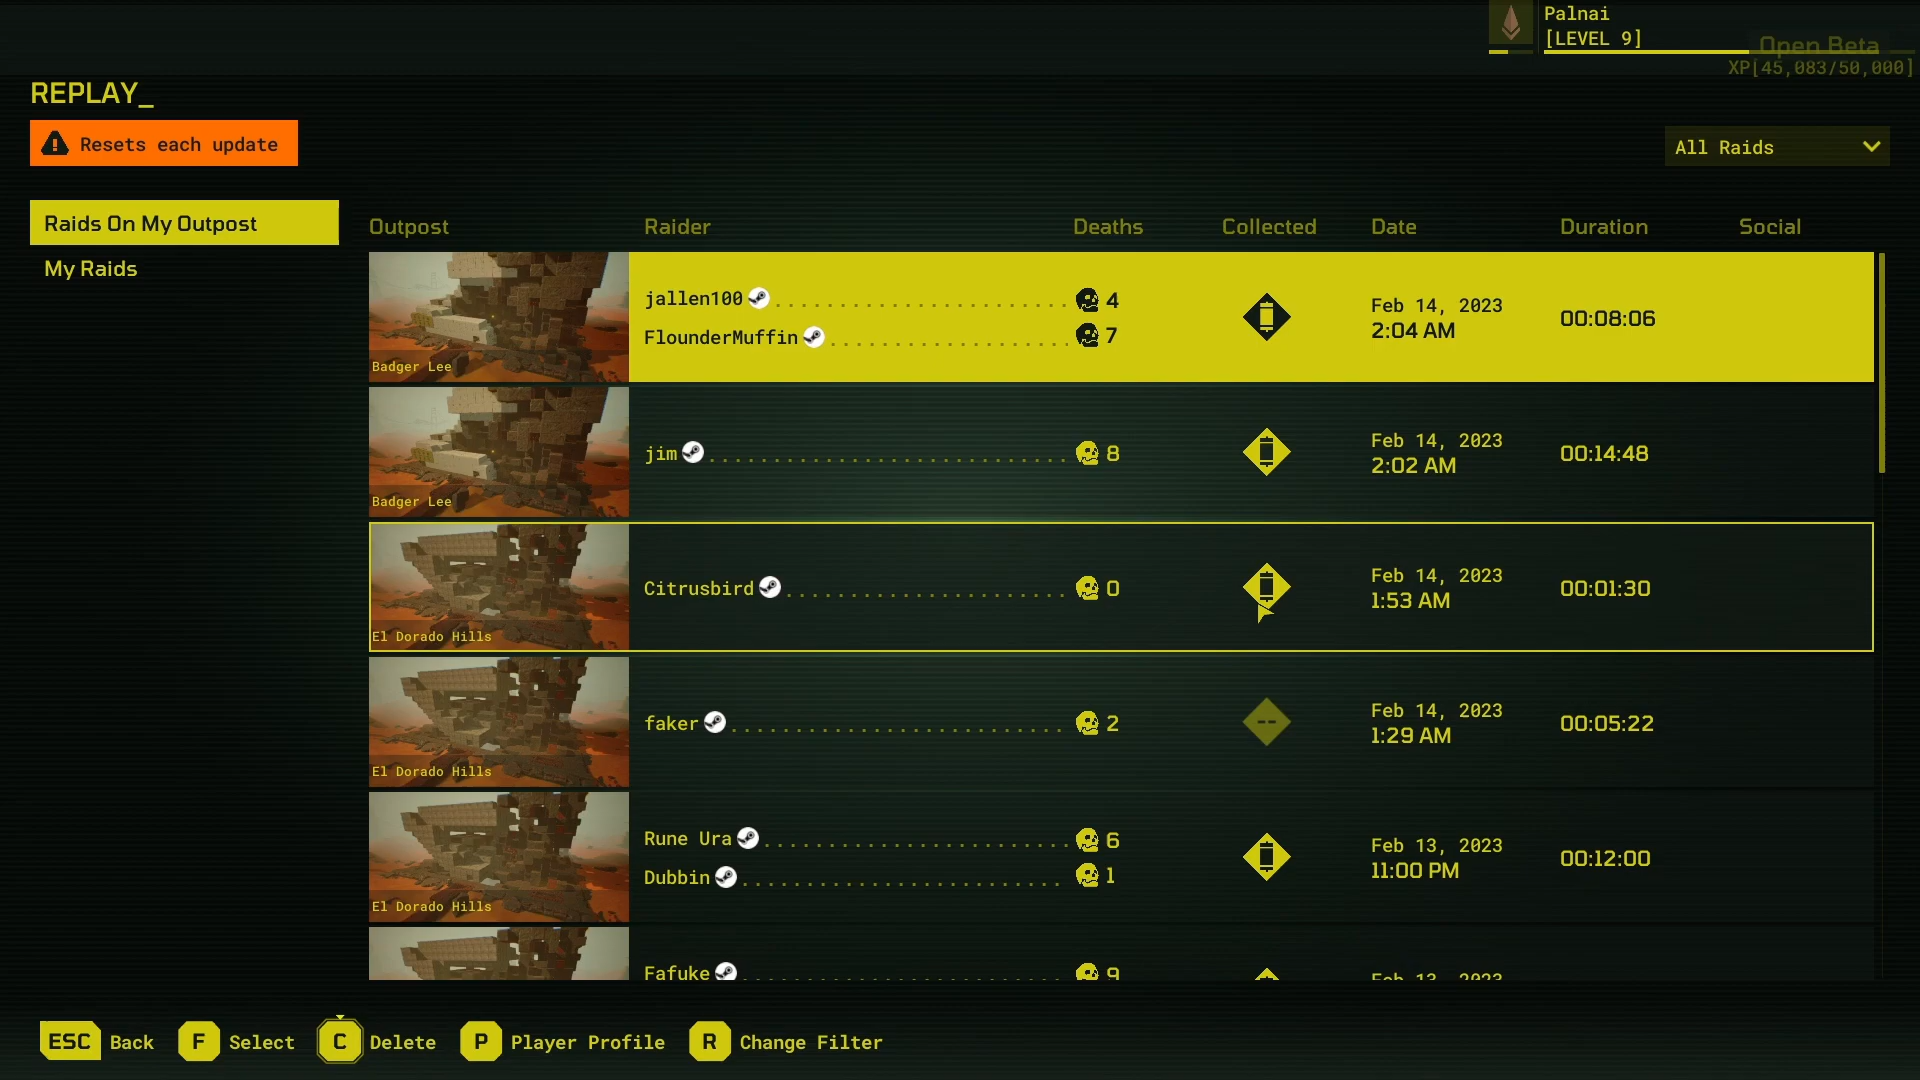 Palnai
[LEVEL 9]
Open Beta
XP[45,083/50,000]
REPLAY_
Resets each update
All Raids
Raids On My Outpost
My Raids
Outpost Raider Deaths Collected Date Duration Social
Badger Lee
jallen100 4
FlounderMuffin 7
Feb 14, 2023
2:04 AM
00:08:06
Badger Lee
jim 8
Feb 14, 2023
2:02 AM
00:14:48
El Dorado Hills
Citrusbird 0
Feb 14, 2023
1:53 AM
00:01:30
El Dorado Hills
faker 2
--
Feb 14, 2023
1:29 AM
00:05:22
El Dorado Hills
Rune Ura 6
Dubbin 1
Feb 13, 2023
11:00 PM
00:12:00
Fafuke 9
Feb 13, 2023
ESC Back F Select C Delete P Player Profile R Change Filter